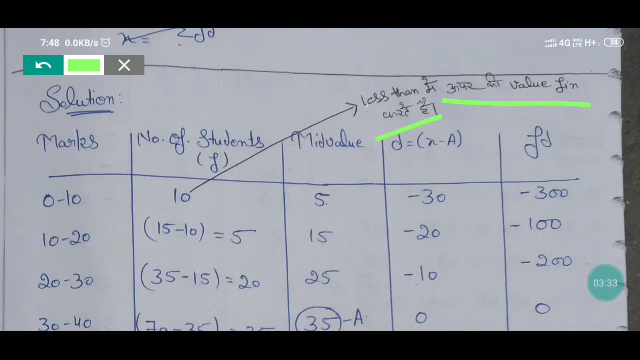 7:48 0.0KB/s 4G H+ 74
Solution:
Less than में ऊपर की value fix
करते हैं।
Marks No. of. Students (f) Midvalue d = (x-A) fd
0-10 10 5 -30 -300
10-20 (15-10) = 5 15 -20 -100
20-30 (35-15) = 20 25 -10 -200
03:33
30-40 35 -A 0 0